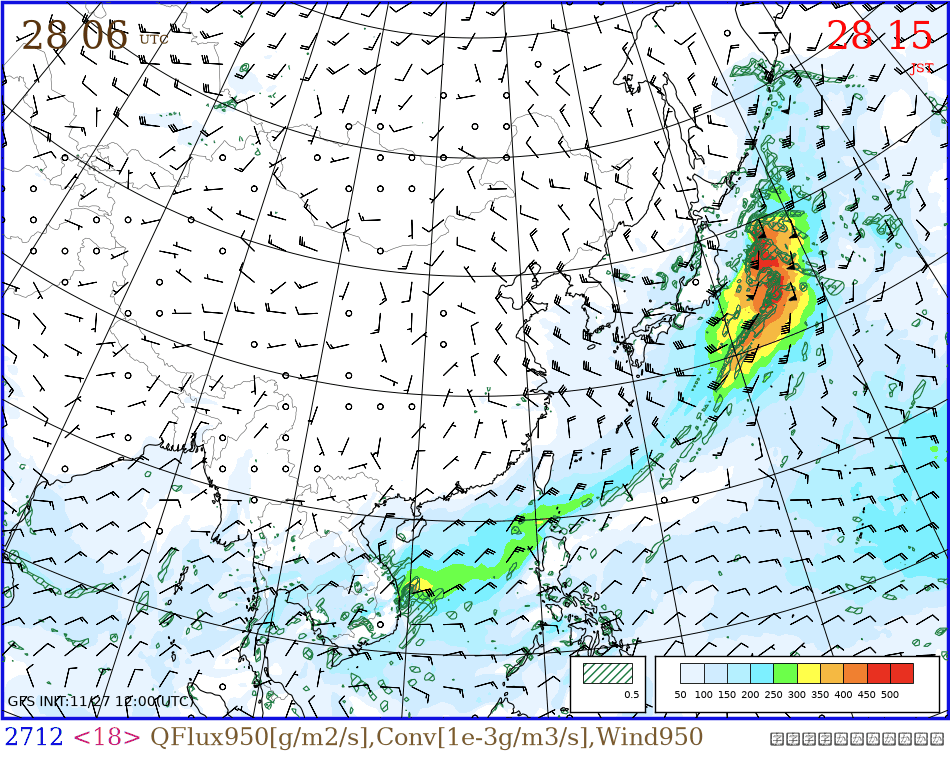 28 06 UTC
28 15
JST
0.5
50 100 150 200 250 300 350 400 450 500
GFS INIT:11/27 12:00(UTC)
2712 <18> QFlux950[g/m2/s],Conv[1e-3g/m3/s],Wind950